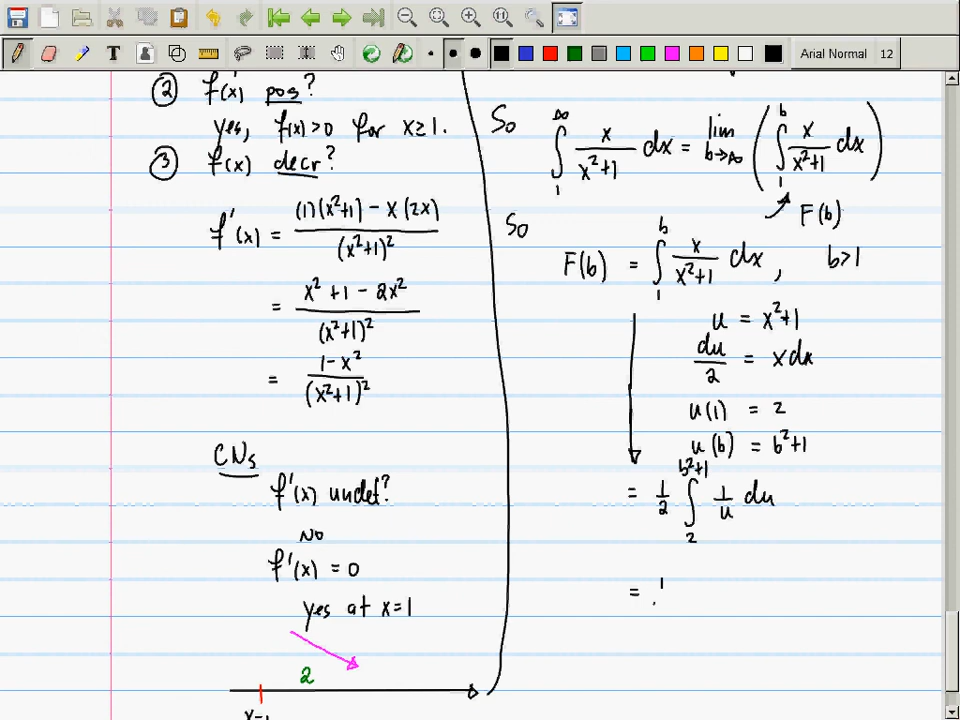 Arial Normal 12
② f(x) pos?
yes, f(x)>0 for x≥1.
③ f(x) decr?
f'(x) = (1)(x²+1) - x(2x) / (x²+1)²
= x² + 1 - 2x² / (x²+1)²
= 1 - x² / (x²+1)²
CNs
f'(x) undef?
NO
f'(x) = 0
yes at x=1
2
x=1
So ∫₁^∞ x/(x²+1) dx = lim b→∞ (∫₁^b x/(x²+1) dx)
F(b)
So
F(b) = ∫₁^b x/(x²+1) dx, b>1
u = x²+1
du/2 = x dx
u(1) = 2
u(b) = b²+1
= 1/2 ∫₂^(b²+1) 1/u du
=